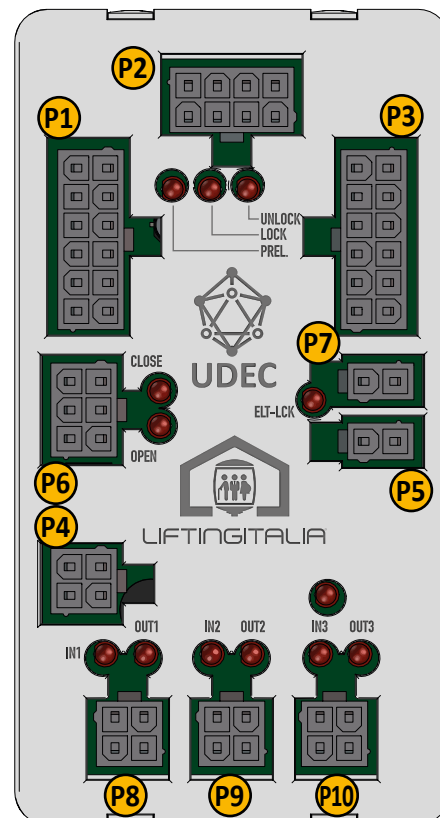 P2
P1
P3
UNLOCK
LOCK
PREL.
P7
UDEC
CLOSE
ELT-LCK
OPEN
P5
P6
P4
LIFTINGITALIA
OUT1
IN2
OUT2
IN3
OUT3
IN1
P8
P9
P10